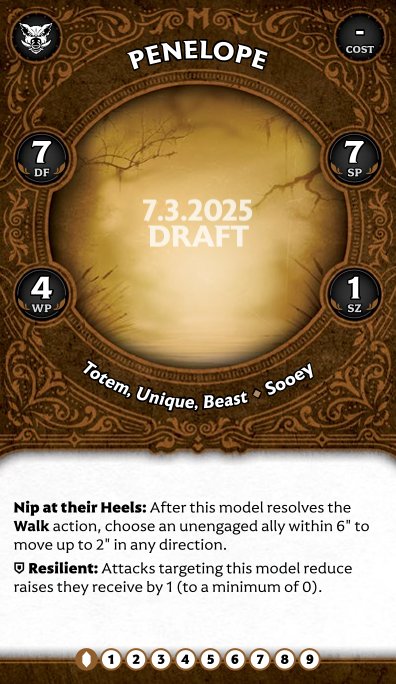 PENELOPE
-
COST
7
DF
7
SP
7.3.2025
DRAFT
4
WP
1
SZ
Totem, Unique, Beast ♦ Sooey
Nip at their Heels: After this model resolves the
Walk action, choose an unengaged ally within 6" to
move up to 2" in any direction.
Resilient: Attacks targeting this model reduce
raises they receive by 1 (to a minimum of 0).
1 2 3 4 5 6 7 8 9